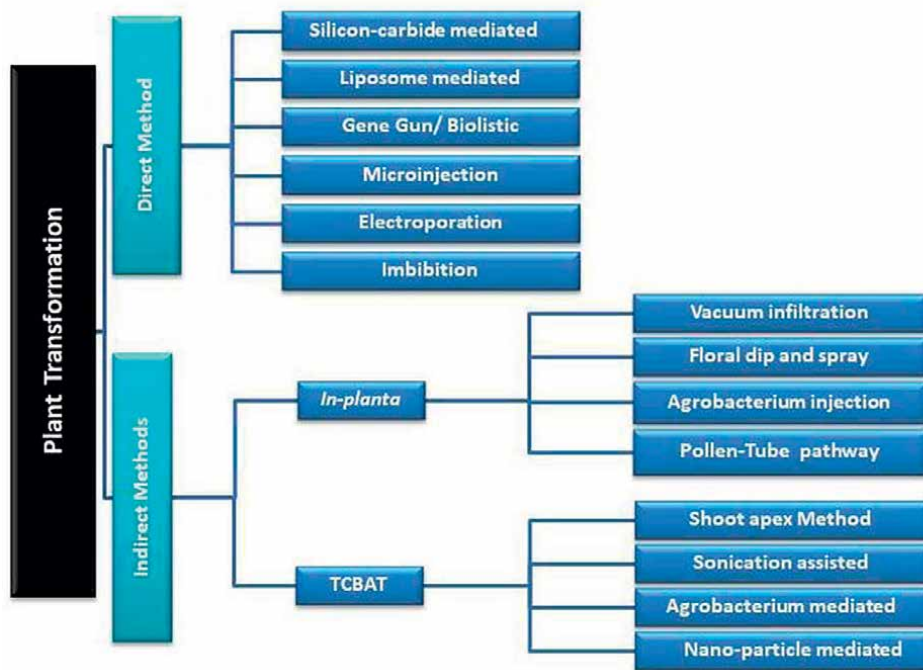 Plant Transformation
Direct Method
Silicon-carbide mediated
Liposome mediated
Gene Gun/ Biolistic
Microinjection
Electroporation
Imbibition
Indirect Methods
In-planta
Vacuum infiltration
Floral dip and spray
Agrobacterium injection
Pollen-Tube pathway
TCBAT
Shoot apex Method
Sonication assisted
Agrobacterium mediated
Nano-particle mediated